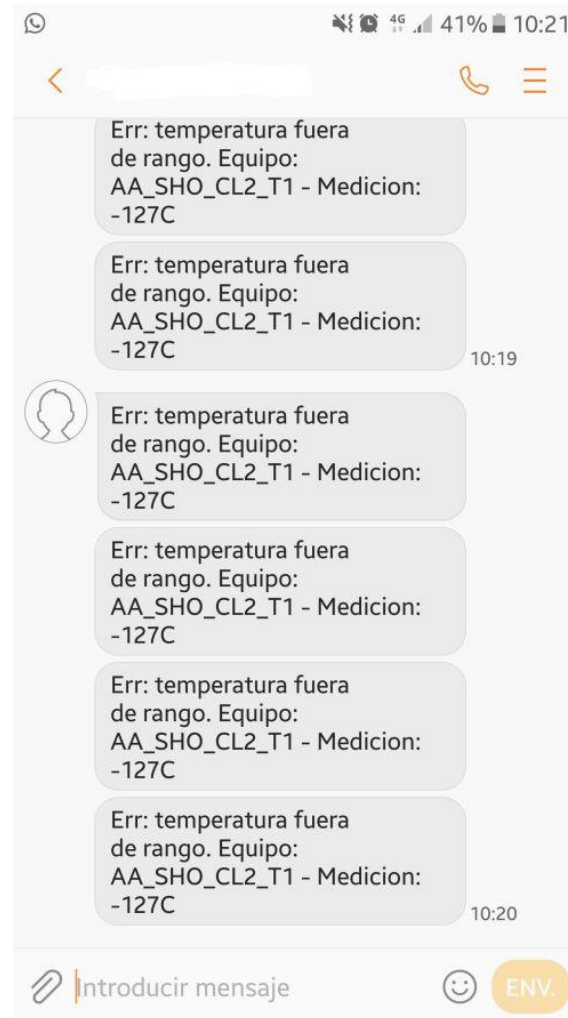 4G 41% 10:21
Err: temperatura fuera
de rango. Equipo:
AA_SHO_CL2_T1 - Medicion:
-127C
Err: temperatura fuera
de rango. Equipo:
AA_SHO_CL2_T1 - Medicion:
-127C
10:19
Err: temperatura fuera
de rango. Equipo:
AA_SHO_CL2_T1 - Medicion:
-127C
Err: temperatura fuera
de rango. Equipo:
AA_SHO_CL2_T1 - Medicion:
-127C
Err: temperatura fuera
de rango. Equipo:
AA_SHO_CL2_T1 - Medicion:
-127C
Err: temperatura fuera
de rango. Equipo:
AA_SHO_CL2_T1 - Medicion:
-127C
10:20
Introducir mensaje
ENV.